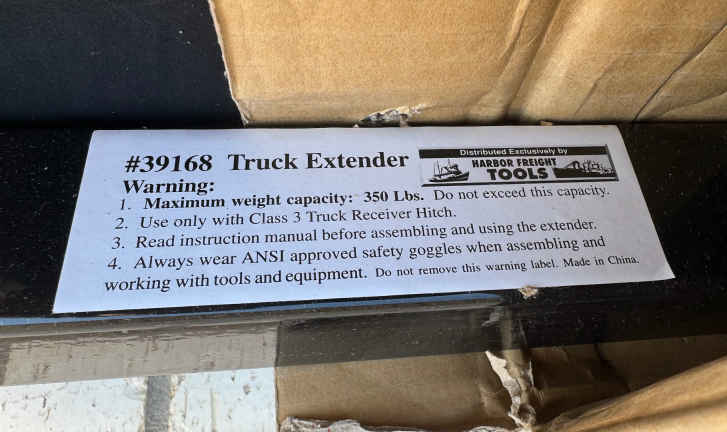 #39168 Truck Extender
Distributed Exclusively by
HARBOR FREIGHT
TOOLS
Warning:
1. Maximum weight capacity: 350 Lbs. Do not exceed this capacity.
2. Use only with Class 3 Truck Receiver Hitch.
3. Read instruction manual before assembling and using the extender.
4. Always wear ANSI approved safety goggles when assembling and
working with tools and equipment. Do not remove this warning label. Made in China.